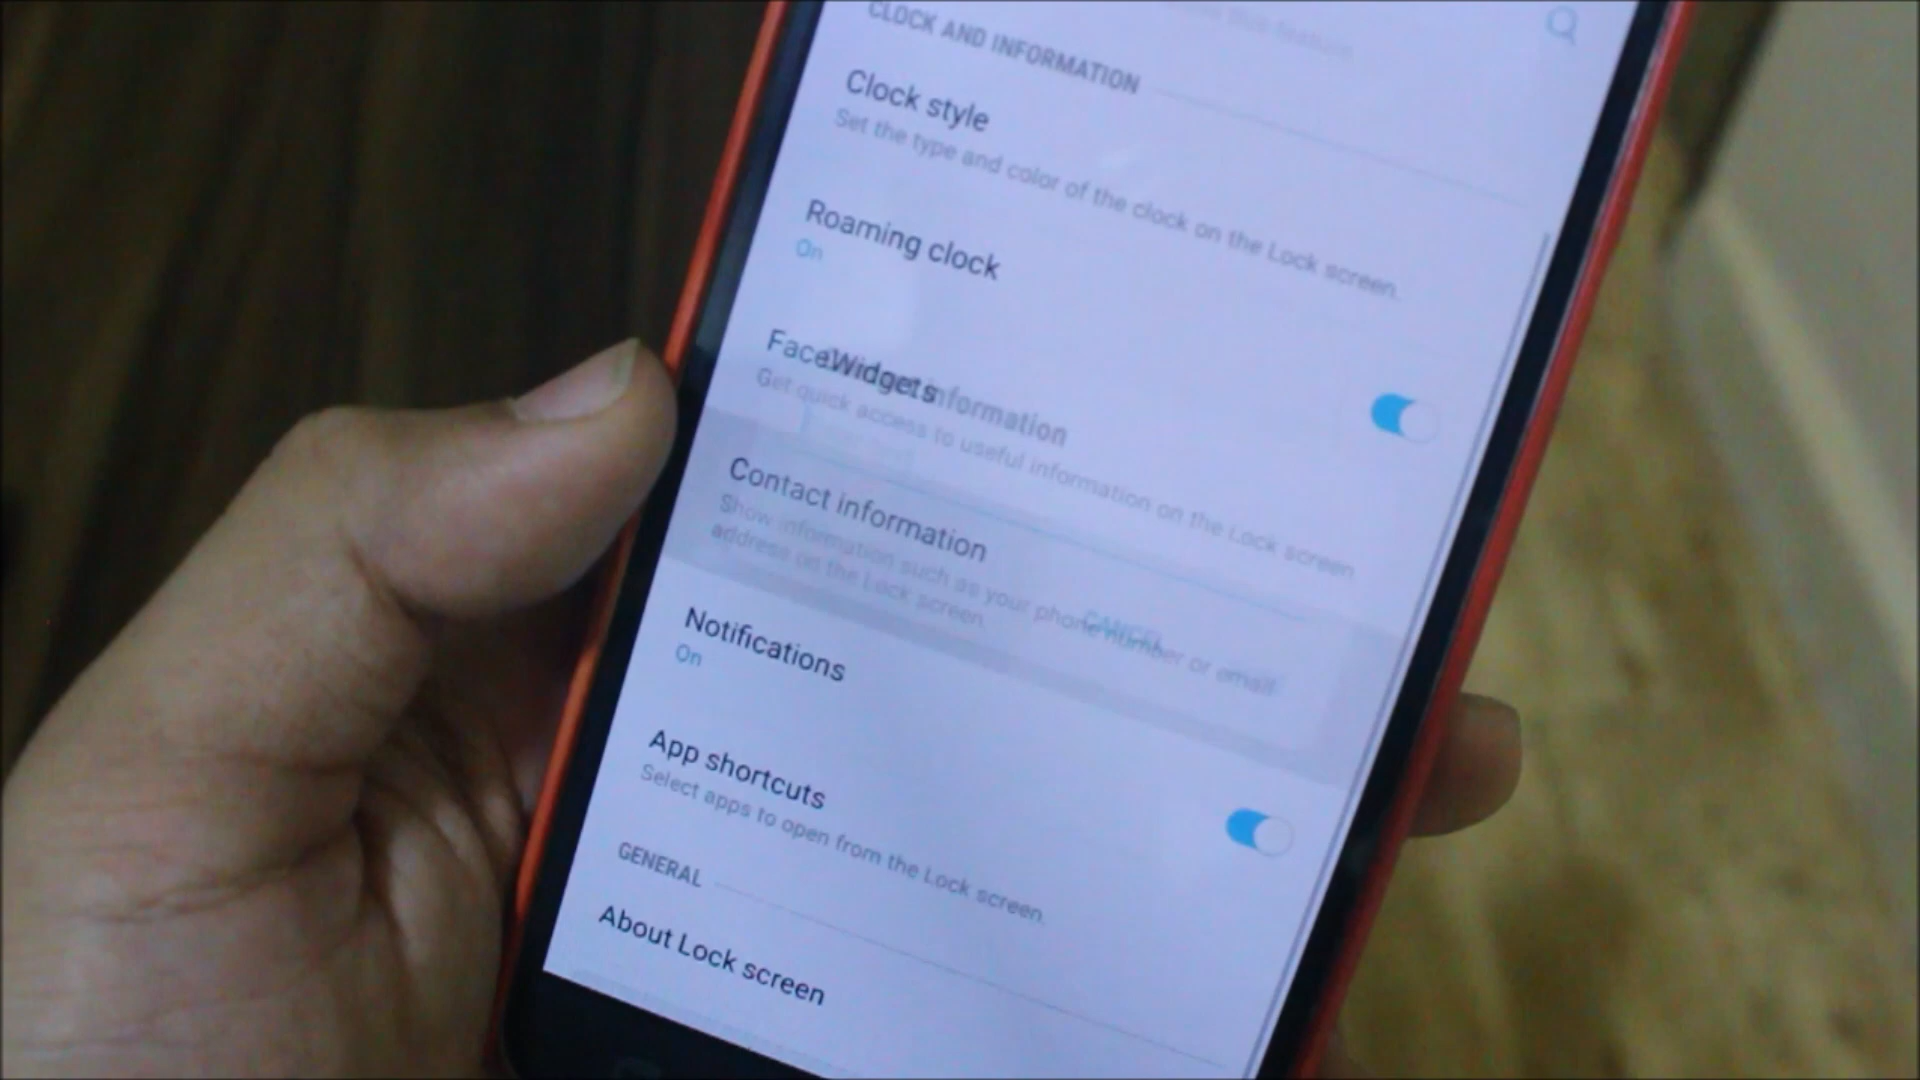 CLOCK AND INFORMATION
Clock style
Set the type and color of the clock on the Lock screen.
Roaming clock
On
FaceWidgets
information
Get quick access to useful information on the Lock screen.
Contact information
Show information such as your phone number or email
address on the Lock screen.
CANCEL
Notifications
On
App shortcuts
Select apps to open from the Lock screen.
GENERAL
About Lock screen